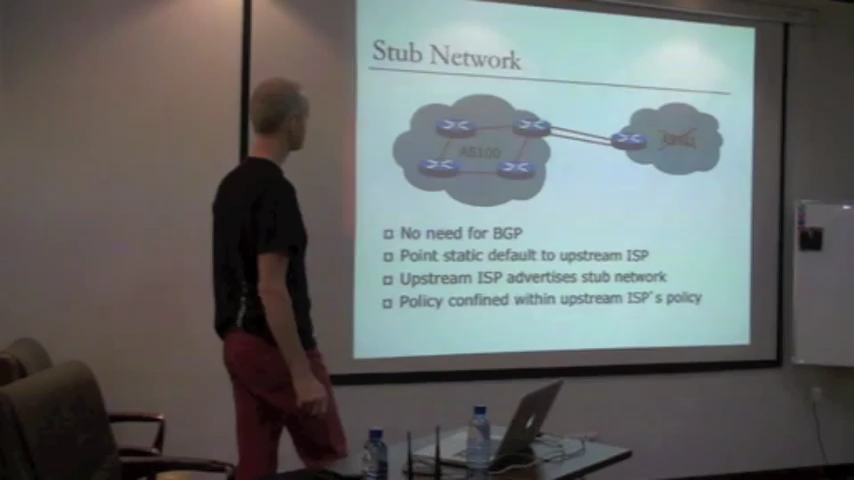 Stub Network
AS100
No need for BGP
Point static default to upstream ISP
Upstream ISP advertises stub network
Policy confined within upstream ISP's policy